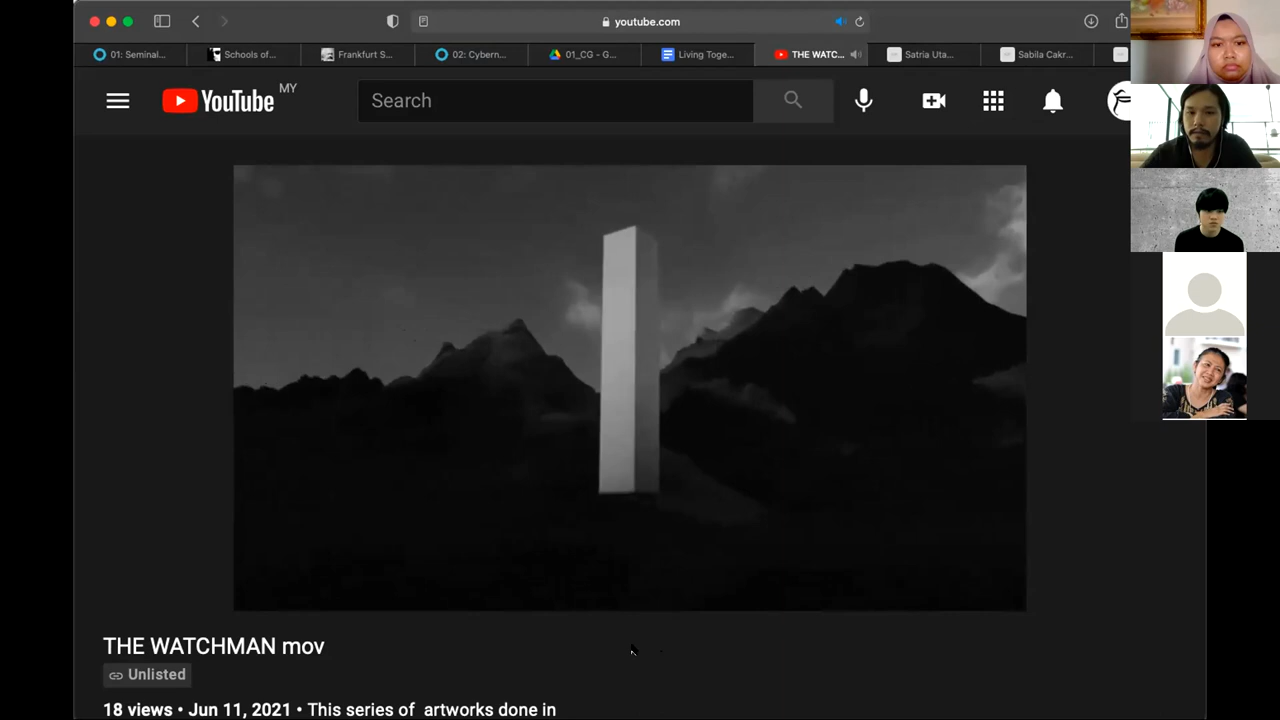 youtube.com
01: Seminal...
Schools of...
Frankfurt S...
02: Cybern...
01_CG - G...
Living Toge...
THE WATC...
Satria Uta...
Sabila Cakr...
YouTube MY
Search
THE WATCHMAN mov
Unlisted
18 views • Jun 11, 2021 • This series of artworks done in